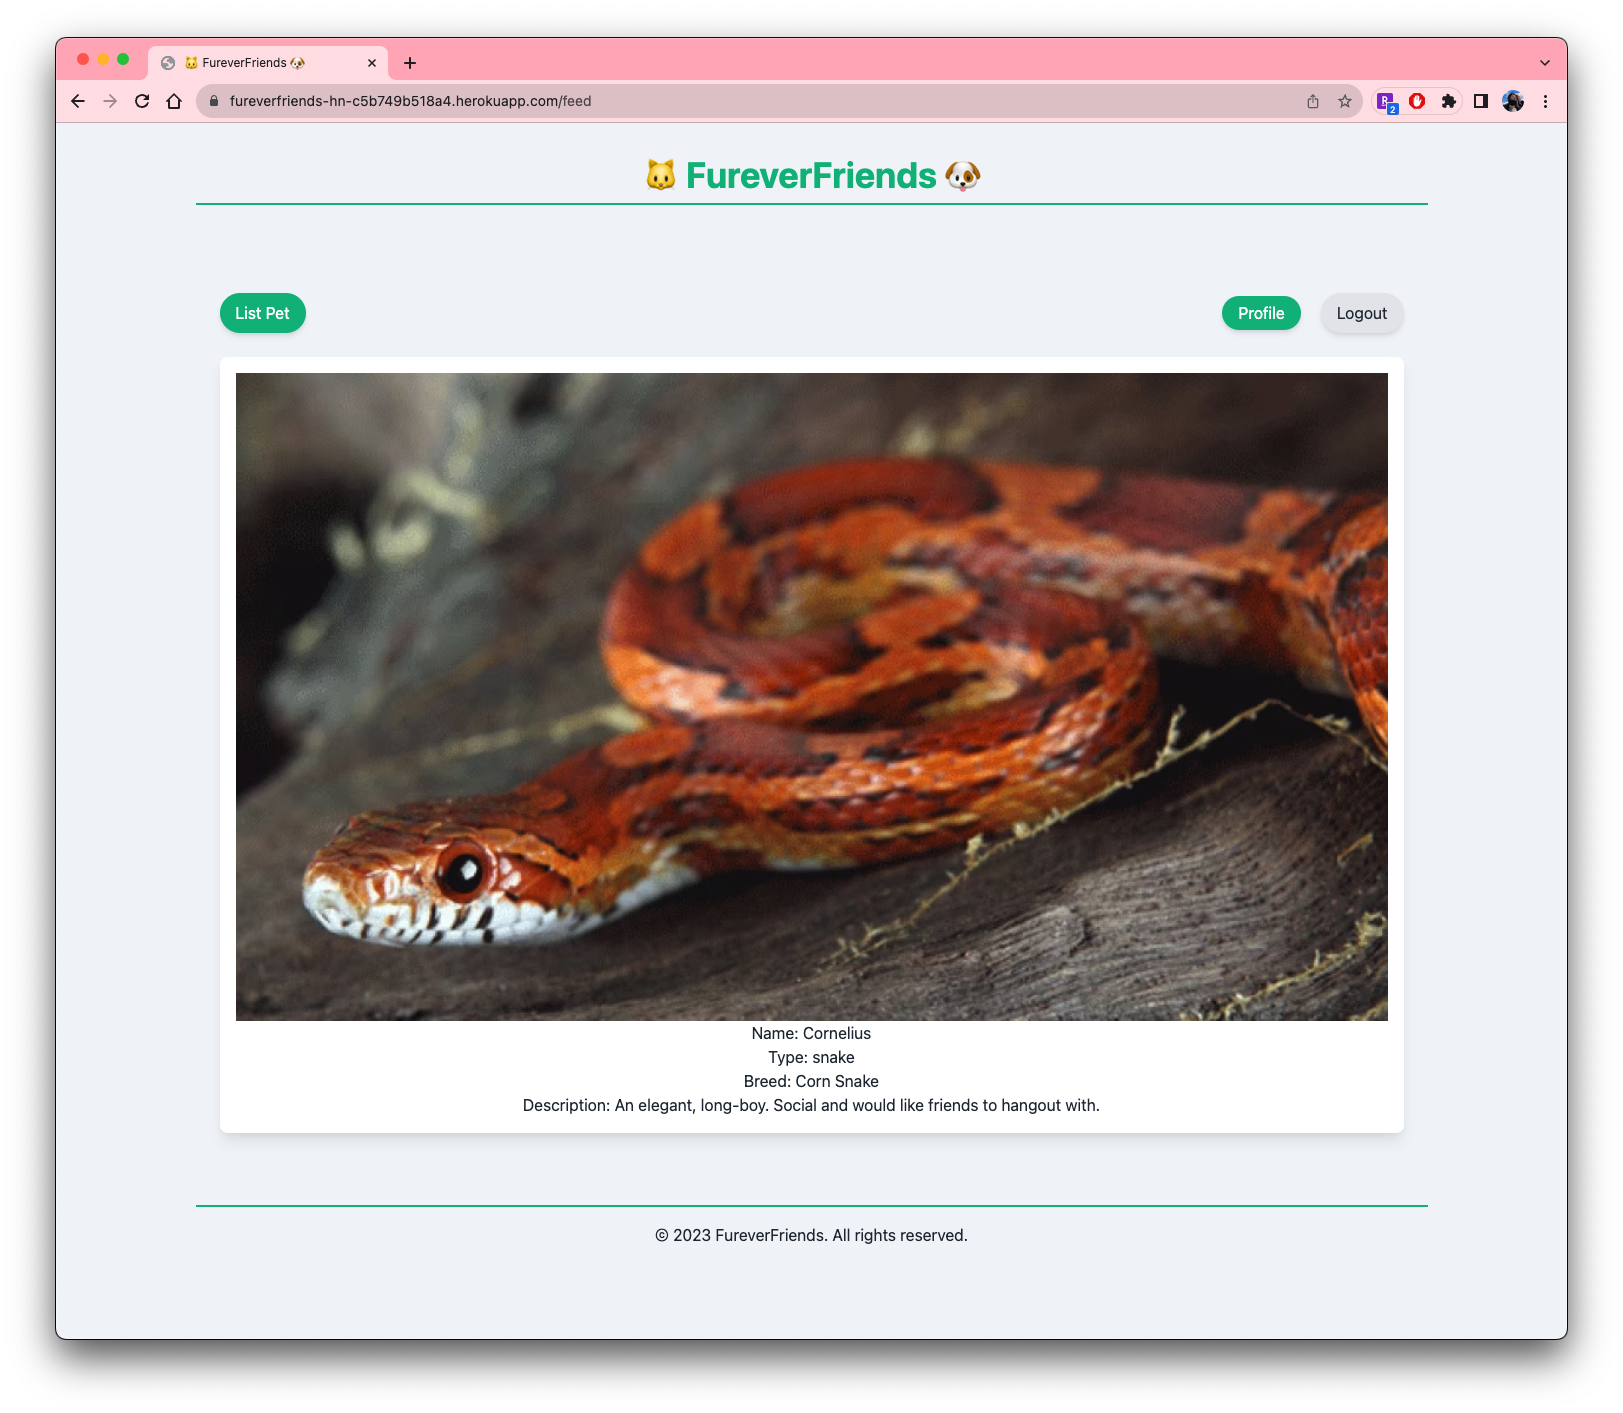 🐱 FureverFriends 🐶
fureverfriends-hn-c5b749b518a4.herokuapp.com/feed
2
🐱 FureverFriends 🐶
List Pet
Profile
Logout
Name: Cornelius
Type: snake
Breed: Corn Snake
Description: An elegant, long-boy. Social and would like friends to hangout with.
© 2023 FureverFriends. All rights reserved.